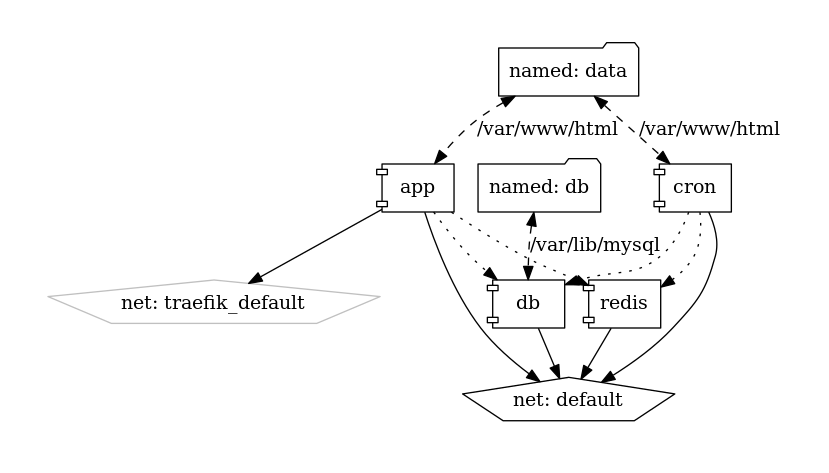 named: data
/var/www/html
/var/www/html
app
named: db
cron
/var/lib/mysql
net: traefik_default
db
redis
net: default